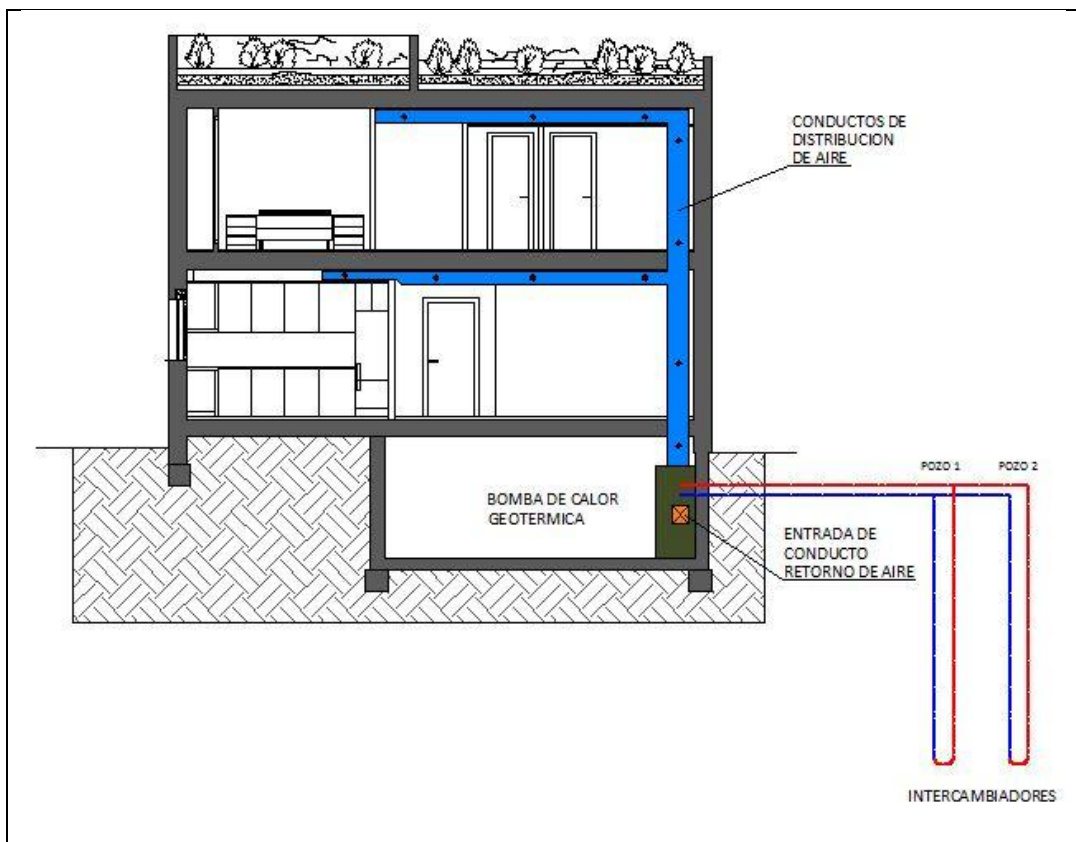 CONDUCTOS DE
DISTRIBUCION
DE AIRE
POZO 1
POZO 2
BOMBA DE CALOR
GEOTERMICA
ENTRADA DE
CONDUCTO
RETORNO DE AIRE
INTERCAMBIADORES